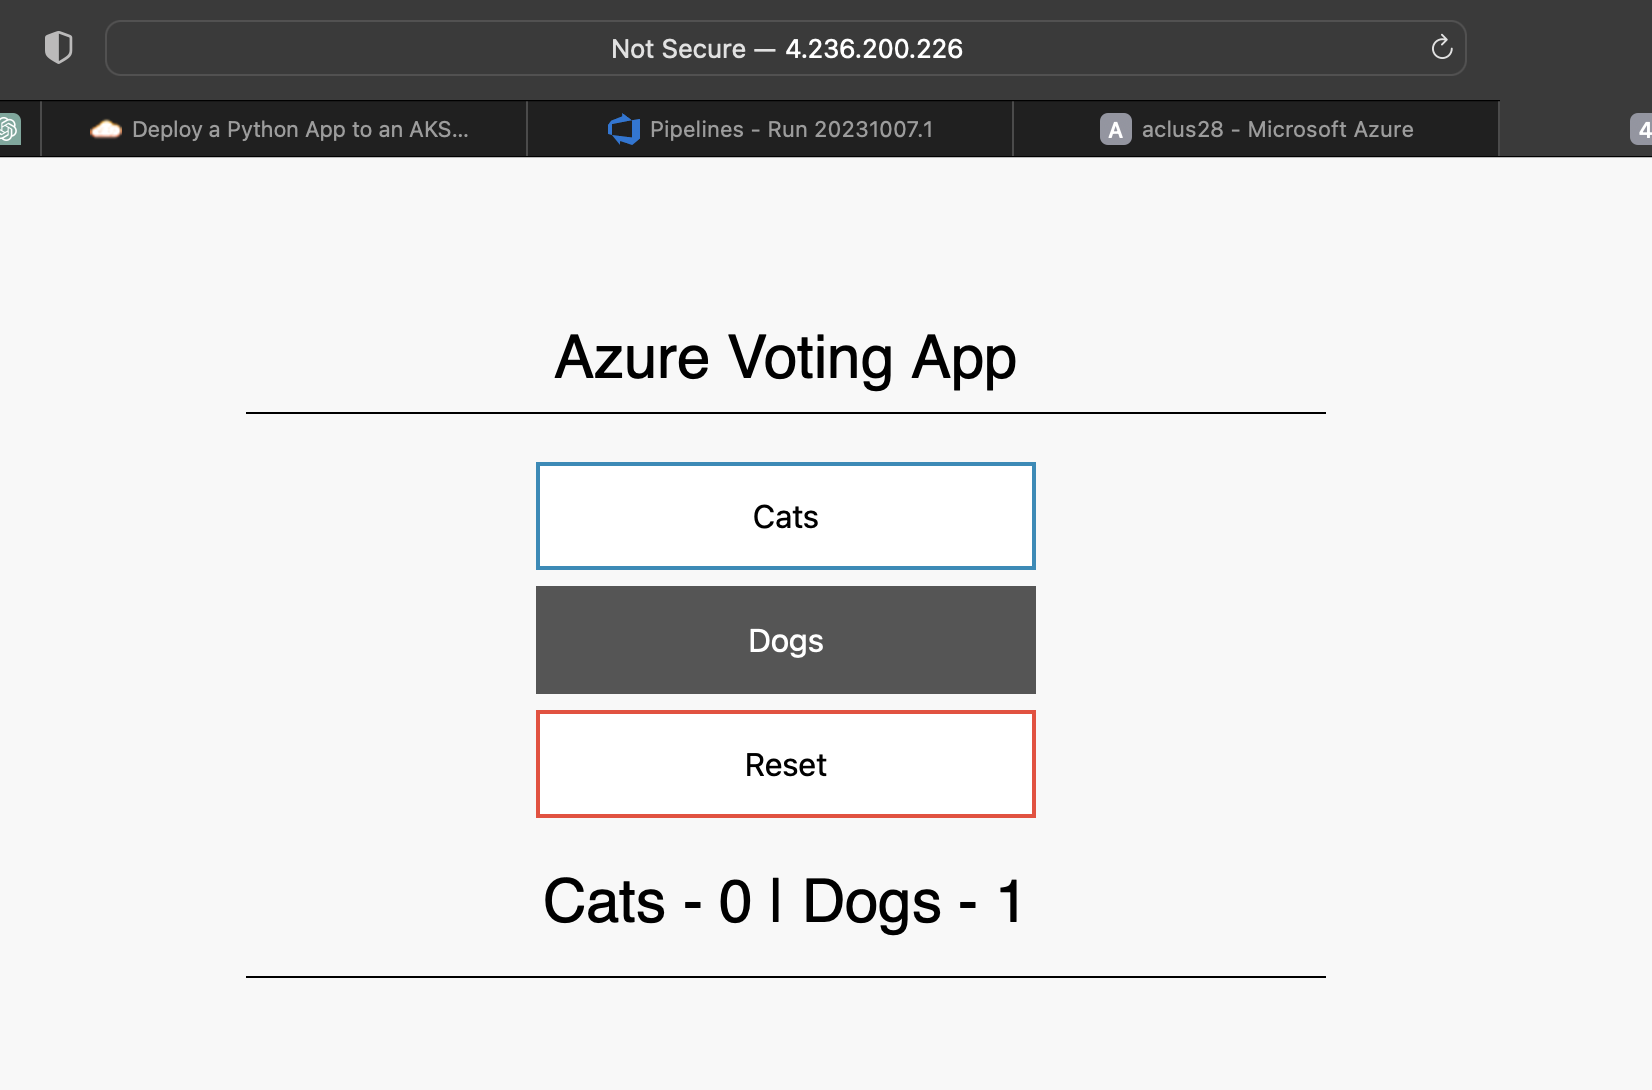 Not Secure — 4.236.200.226
Deploy a Python App to an AKS...
Pipelines - Run 20231007.1
A aclus28 - Microsoft Azure
4
Azure Voting App
Cats
Dogs
Reset
Cats - 0 | Dogs - 1